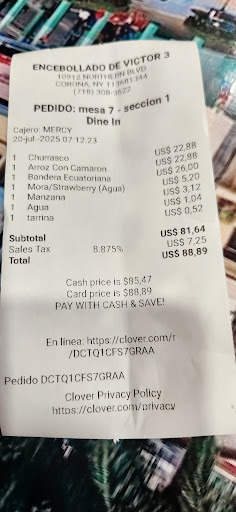 ENCEBOLLADO DE VICTOR 3
10912 NORTHERN BLVD
CORONA, NY 113681344
(718) 308-3622
PEDIDO: mesa 7 - seccion 1
Dine In
Cajero: MERCY
20-jul.-2025 07:12:23
1 Churrasco US$ 22,88
1 Arroz Con Camaron US$ 22,88
1 Bandera Ecuatoriana US$ 26,00
1 Mora/Strawberry (Agua) US$ 5,20
1 Manzana US$ 3,12
1 Agua US$ 1,04
1 tarrina US$ 0,52
Subtotal US$ 81,64
Sales Tax 8.875% US$ 7,25
Total US$ 88,89
Cash price is $85,47
Card price is $88,89
PAY WITH CASH & SAVE!
En línea: https://clover.com/r
/DCTQ1CFS7GRAA
Pedido DCTQ1CFS7GRAA
Clover Privacy Policy
https://clover.com/privacy